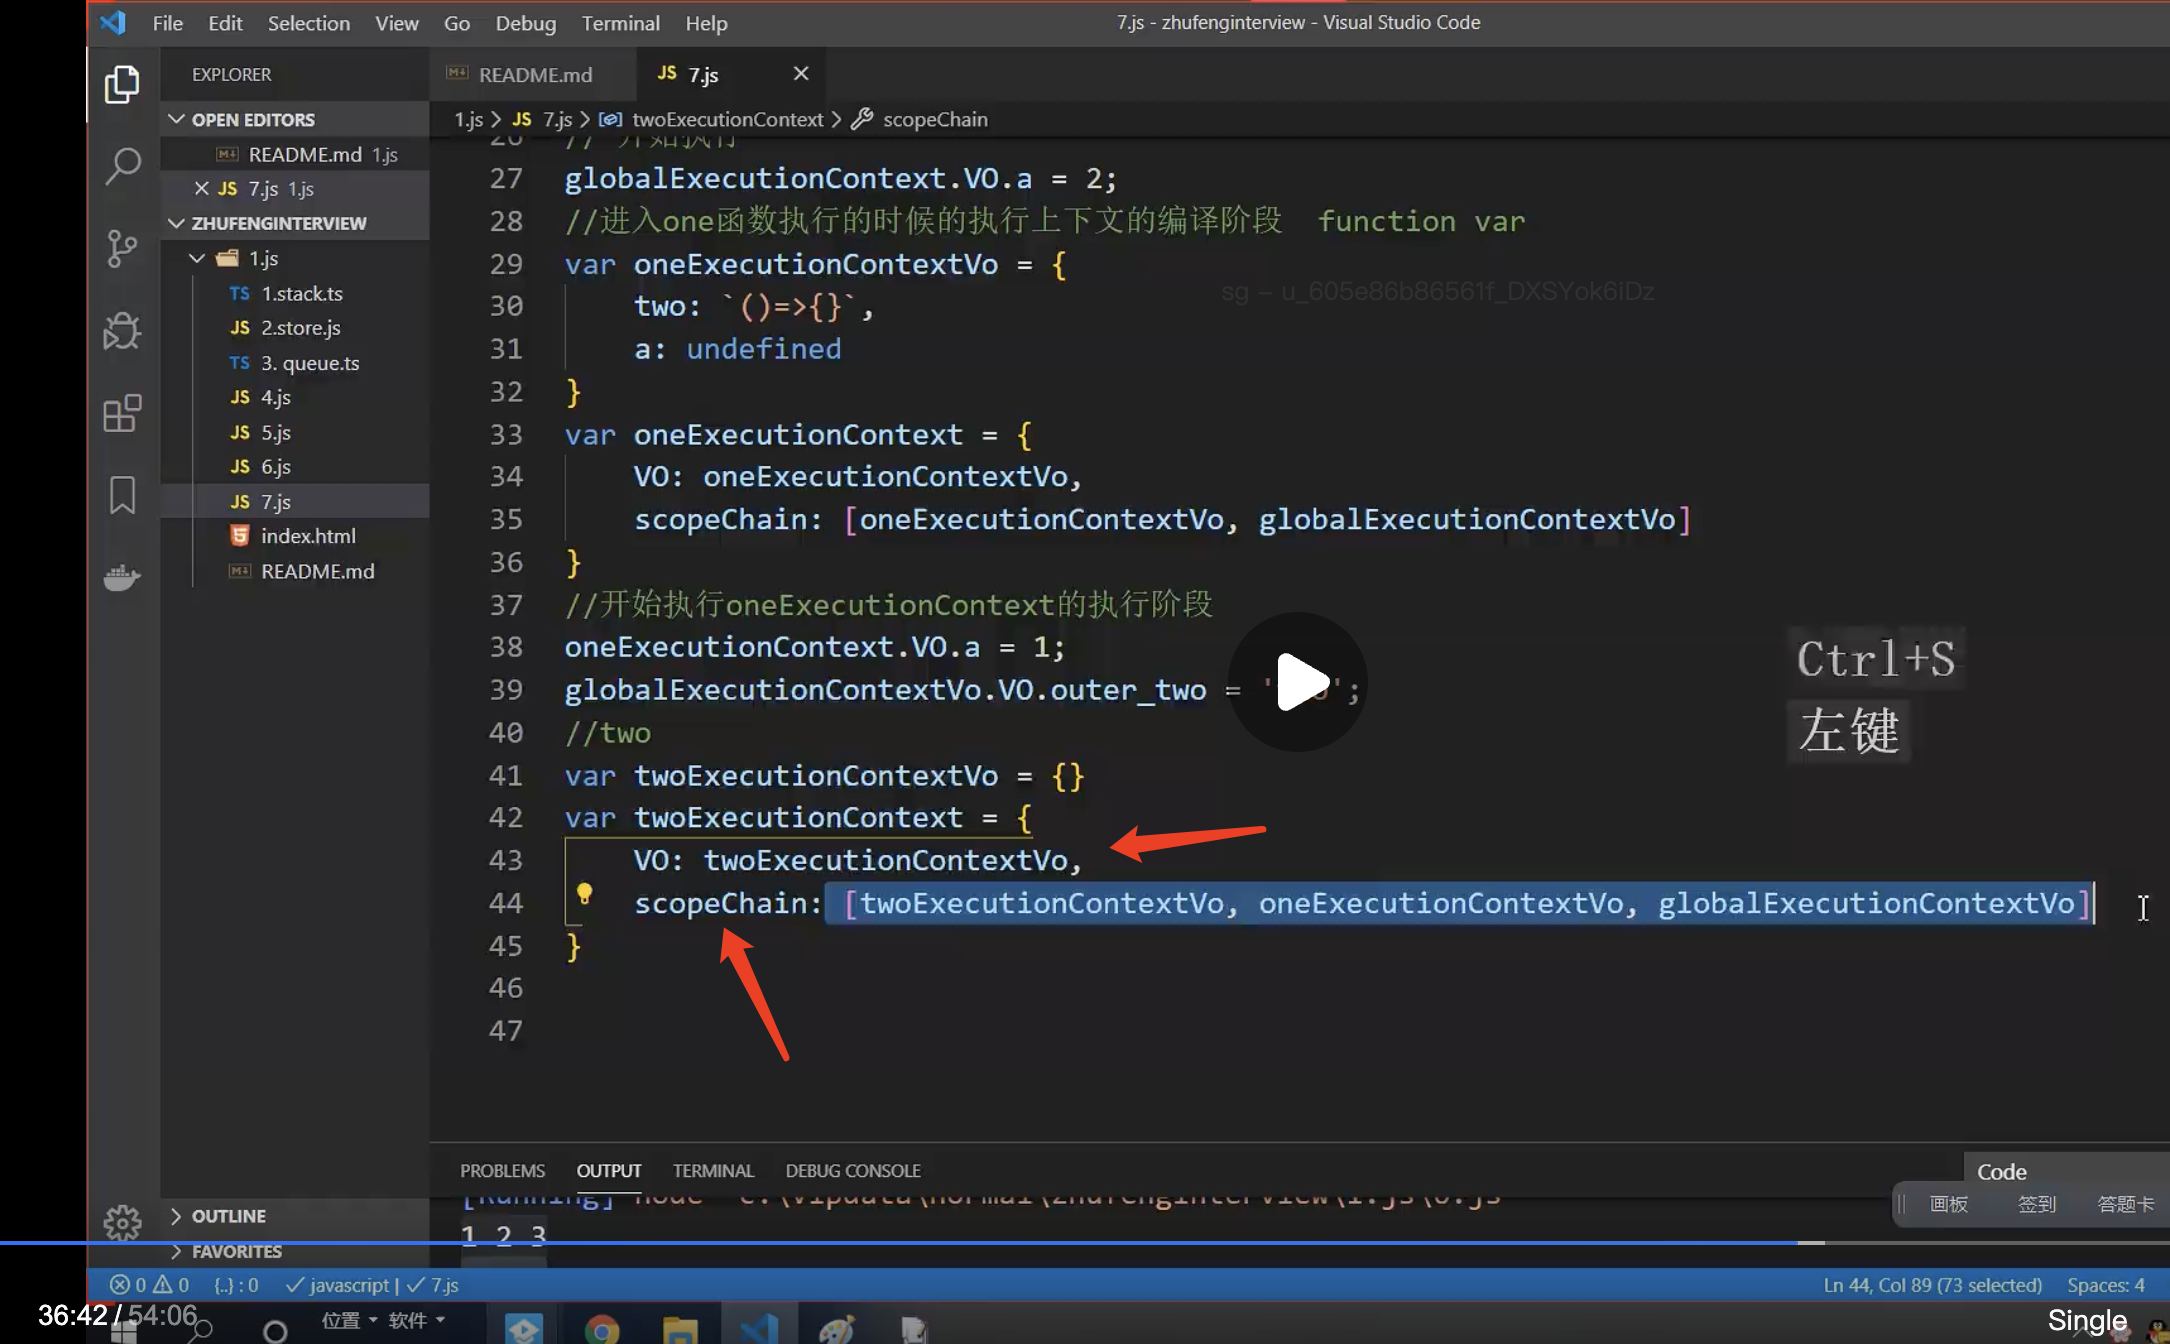 File Edit Selection View Go Debug Terminal Help
7.js - zhufenginterview - Visual Studio Code
EXPLORER
OPEN EDITORS
README.md 1.js
JS 7.js 1.js
ZHUFENGINTERVIEW
1.js
TS 1.stack.ts
JS 2.store.js
TS 3. queue.ts
JS 4.js
JS 5.js
JS 6.js
JS 7.js
index.html
README.md
OUTLINE
FAVORITES
README.md
JS 7.js
1.js > JS 7.js > twoExecutionContext > scopeChain
26 // 开始执行
27 globalExecutionContext.VO.a = 2;
28 //进入one函数执行的时候的执行上下文的编译阶段 function var
29 var oneExecutionContextVo = {
sg – u_605e86b86561f_DXSYok6iDz
30 two: `()=>{}`,
31 a: undefined
32 }
33 var oneExecutionContext = {
34 VO: oneExecutionContextVo,
35 scopeChain: [oneExecutionContextVo, globalExecutionContextVo]
36 }
37 //开始执行oneExecutionContext的执行阶段
38 oneExecutionContext.VO.a = 1;
39 globalExecutionContextVo.VO.outer_two = ' ';
40 //two
41 var twoExecutionContextVo = {}
42 var twoExecutionContext = {
43 VO: twoExecutionContextVo,
44 scopeChain: [twoExecutionContextVo, oneExecutionContextVo, globalExecutionContextVo]
45 }
46
47
Ctrl+S
左键
PROBLEMS OUTPUT TERMINAL DEBUG CONSOLE
Code
[Running] node "c:\vipdata\normal\zhufenginterview\1.js\6.js"
1 2 3
画板 签到 答题卡
0 0 {..} : 0 javascript | 7.js
Ln 44, Col 89 (73 selected) Spaces: 4
36:42 / 54:06
位置 软件
Single